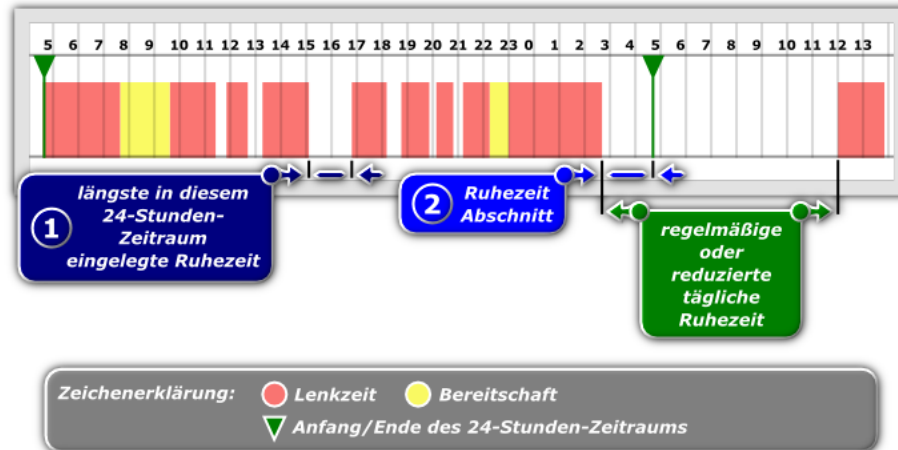 5 6 7 8 9 10 11 12 13 14 15 16 17 18 19 20 21 22 23 0 1 2 3 4 5 6 7 8 9 10 11 12 13
1
längste in diesem
24-Stunden-
Zeitraum
eingelegte Ruhezeit
2
Ruhezeit
Abschnitt
regelmäßige
oder
reduzierte
tägliche
Ruhezeit
Zeichenerklärung: Lenkzeit Bereitschaft
Anfang/Ende des 24-Stunden-Zeitraums